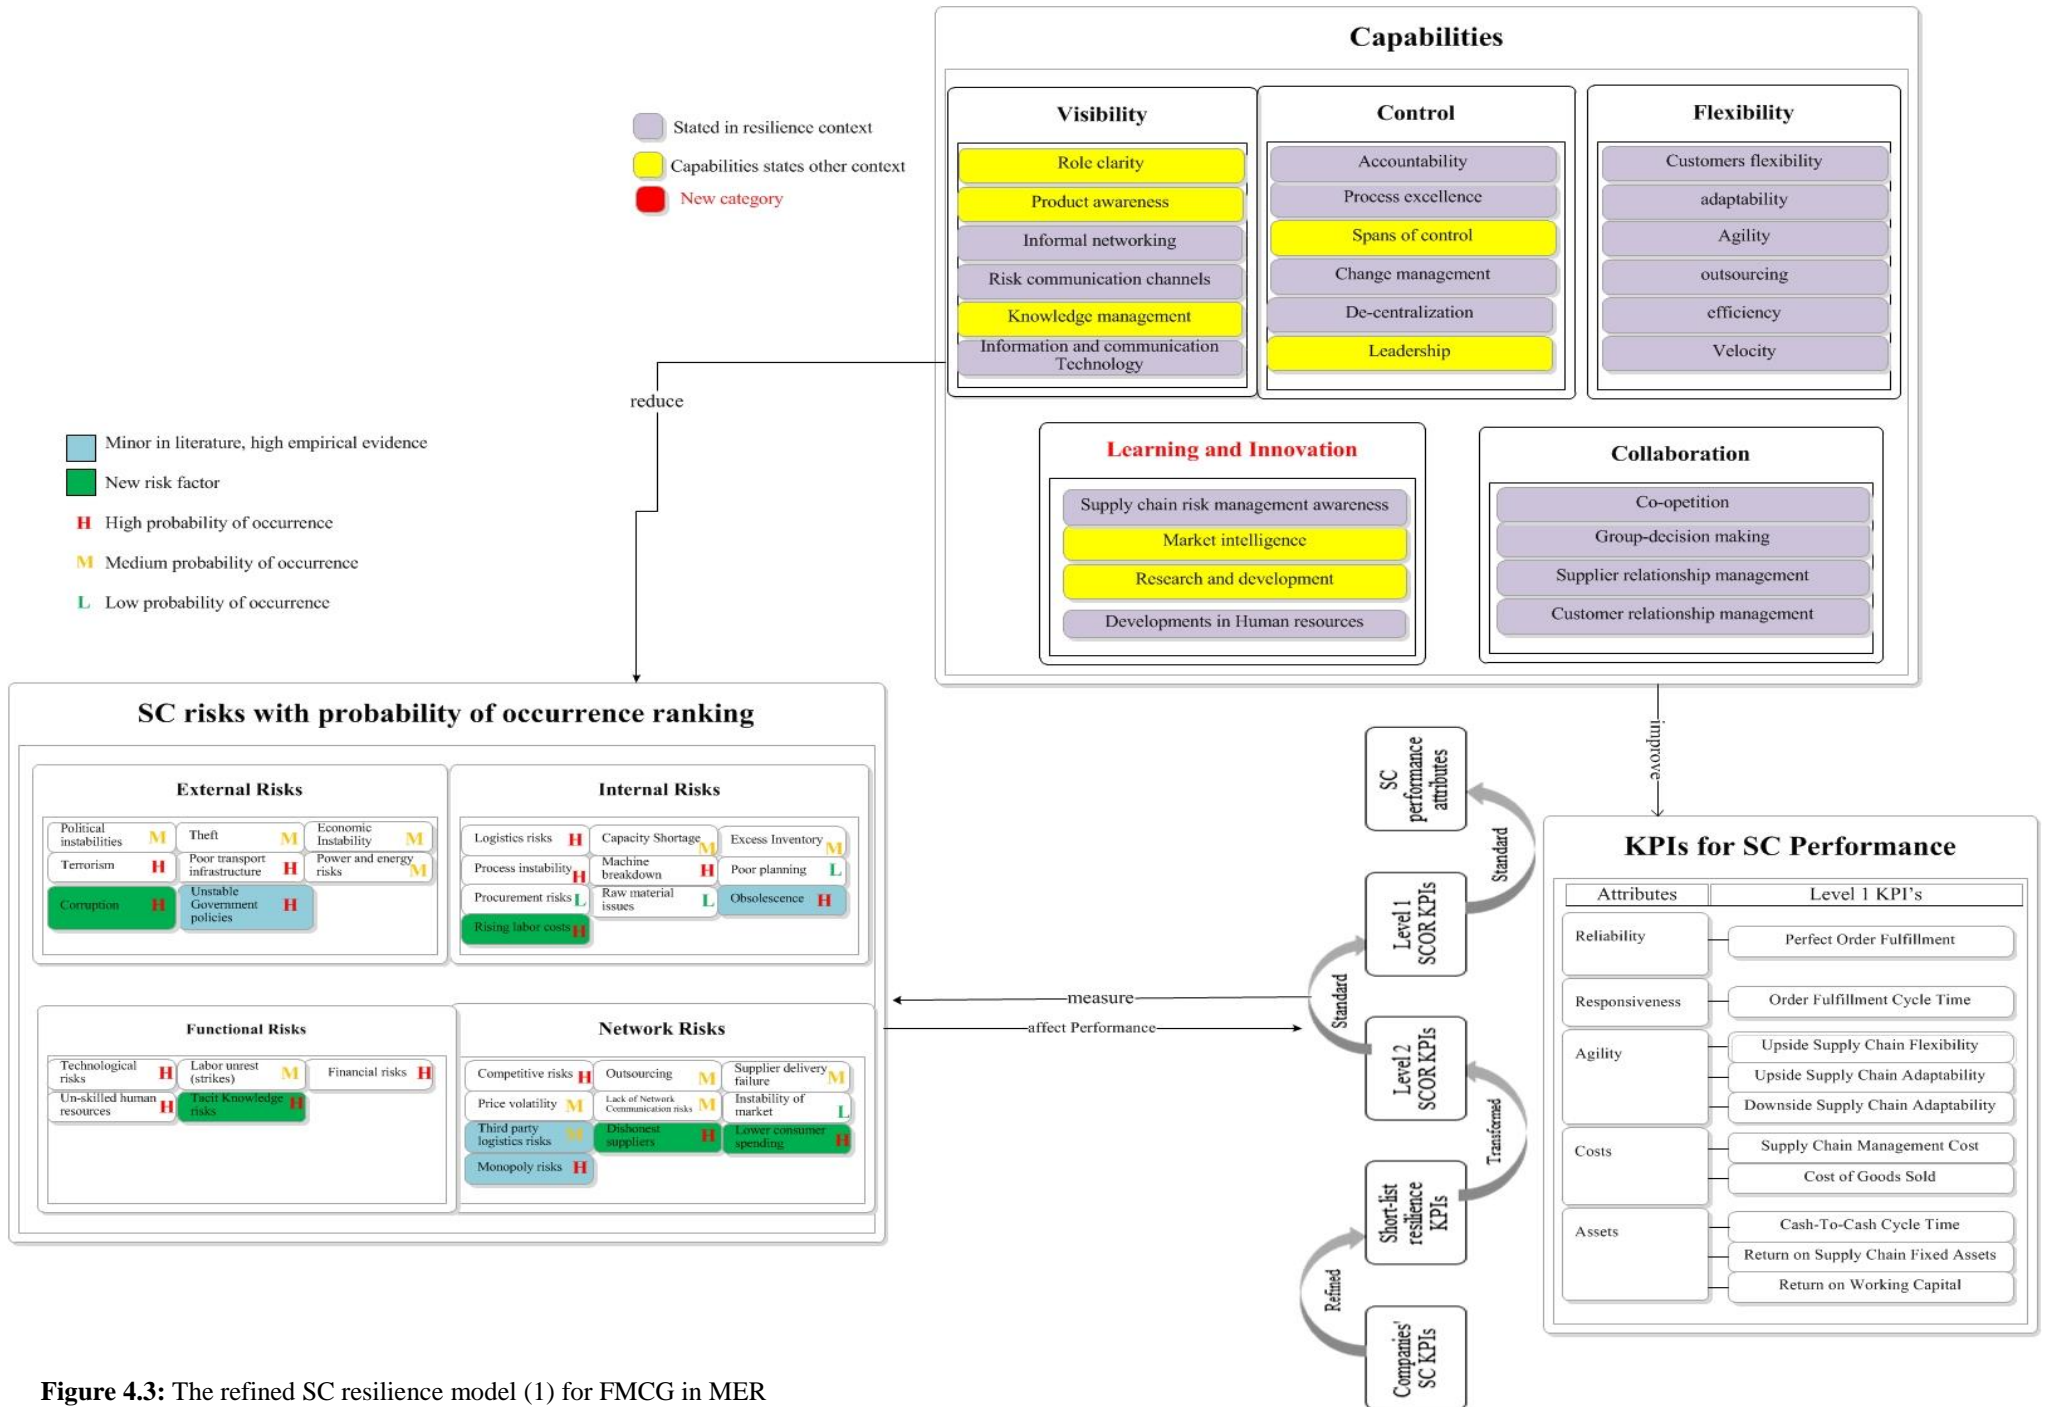 Capabilities
Visibility
Role clarity
Product awareness
Informal networking
Risk communication channels
Knowledge management
Information and communication
Technology
Control
Accountability
Process excellence
Spans of control
Change management
De-centralization
Leadership
Flexibility
Customers flexibility
adaptability
Agility
outsourcing
efficiency
Velocity
Learning and Innovation
Supply chain risk management awareness
Market intelligence
Research and development
Developments in Human resources
Collaboration
Co-opetition
Group-decision making
Supplier relationship management
Customer relationship management
Stated in resilience context
Capabilities states other context
New category
reduce
Minor in literature, high empirical evidence
New risk factor
H High probability of occurrence
M Medium probability of occurrence
L Low probability of occurrence
SC risks with probability of occurrence ranking
External Risks
Political
instabilities M
Theft M
Economic
Instability M
Terrorism H
Poor transport
infrastructure H
Power and energy
risks M
Corruption H
Unstable
Government
policies H
Internal Risks
Logistics risks H
Capacity Shortage M
Excess Inventory M
Process instability H
Machine
breakdown H
Poor planning L
Procurement risks L
Raw material
issues L
Obsolescence H
Rising labor costs H
Functional Risks
Technological
risks H
Labor unrest
(strikes) M
Financial risks H
Un-skilled human
resources H
Tacit Knowledge
risks H
Network Risks
Competitive risks H
Outsourcing M
Supplier delivery
failure M
Price volatility M
Lack of Network
Communication risks M
Instability of
market L
Third party
logistics risks M
Dishonest
suppliers H
Lower consumer
spending H
Monopoly risks H
measure
affect Performance
improve
SC
performance
attributes
Standard
Level 1
SCOR KPIs
Standard
Level 2
SCOR KPIs
Transformed
Short-list
resilience
KPIs
Refined
Companies'
SC KPIs
KPIs for SC Performance
Attributes Level 1 KPI's
Reliability
Perfect Order Fulfillment
Responsiveness
Order Fulfillment Cycle Time
Agility
Upside Supply Chain Flexibility
Upside Supply Chain Adaptability
Downside Supply Chain Adaptability
Costs
Supply Chain Management Cost
Cost of Goods Sold
Assets
Cash-To-Cash Cycle Time
Return on Supply Chain Fixed Assets
Return on Working Capital
Figure 4.3: The refined SC resilience model (1) for FMCG in MER